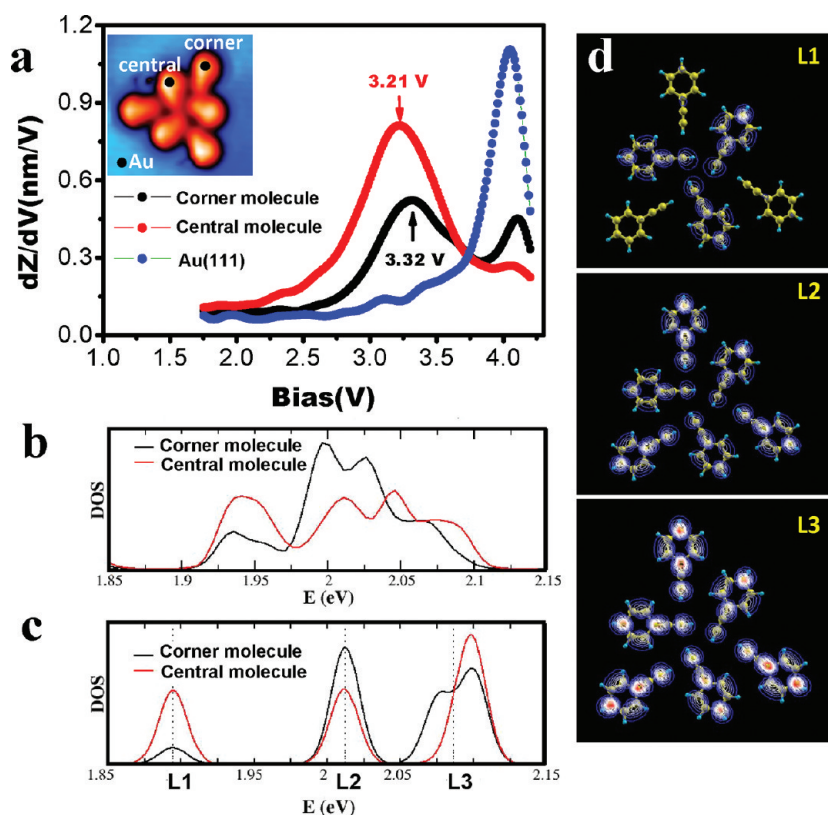 a
corner
central
Au
3.21 V
3.32 V
Corner molecule
Central molecule
Au(111)
dZ/dV(nm/V)
1.2
0.9
0.6
0.3
0.0
1.0 1.5 2.0 2.5 3.0 3.5 4.0
Bias(V)
b
Corner molecule
Central molecule
DOS
1.85 1.9 1.95 2 2.05 2.1 2.15
E (eV)
c
Corner molecule
Central molecule
DOS
1.85 1.95 2 2.05 2.15
L1 L2 L3
E (eV)
d
L1
L2
L3